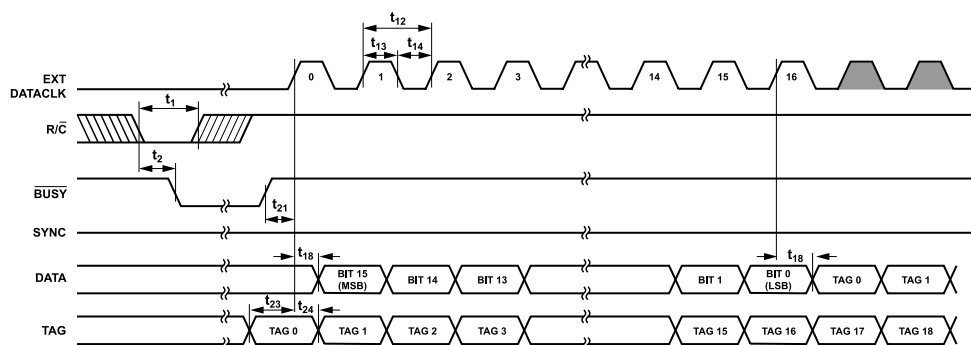 t12
t13 t14
EXT
DATACLK
0 1 2 3 14 15 16
t1
R/C̅
t2
B̅U̅S̅Y̅
t21
SYNC
t18 t18
DATA
BIT 15
(MSB)
BIT 14 BIT 13 BIT 1
BIT 0
(LSB)
TAG 0 TAG 1
t23 t24
TAG
TAG 0 TAG 1 TAG 2 TAG 3 TAG 15 TAG 16 TAG 17 TAG 18